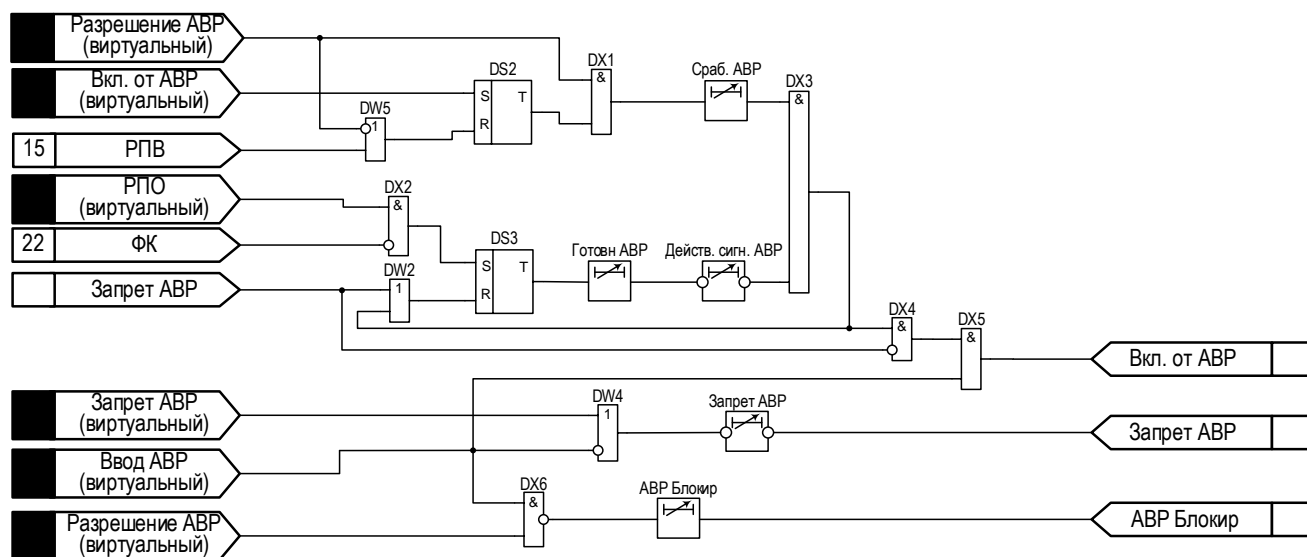 Разрешение АВР
(виртуальный)
Вкл. от АВР
(виртуальный)
15 РПВ
РПО
(виртуальный)
22 ФК
Запрет АВР
DW5
1
DS2
S T
R
DX1
&
Сраб. АВР
DX3
&
DX2
&
DS3
S T
R
DW2
1
Готовн АВР
Действ. сигн. АВР
DX4
&
DX5
&
Вкл. от АВР
Запрет АВР
(виртуальный)
Ввод АВР
(виртуальный)
Разрешение АВР
(виртуальный)
DW4
1
Запрет АВР
Запрет АВР
DX6
&
АВР Блокир
АВР Блокир